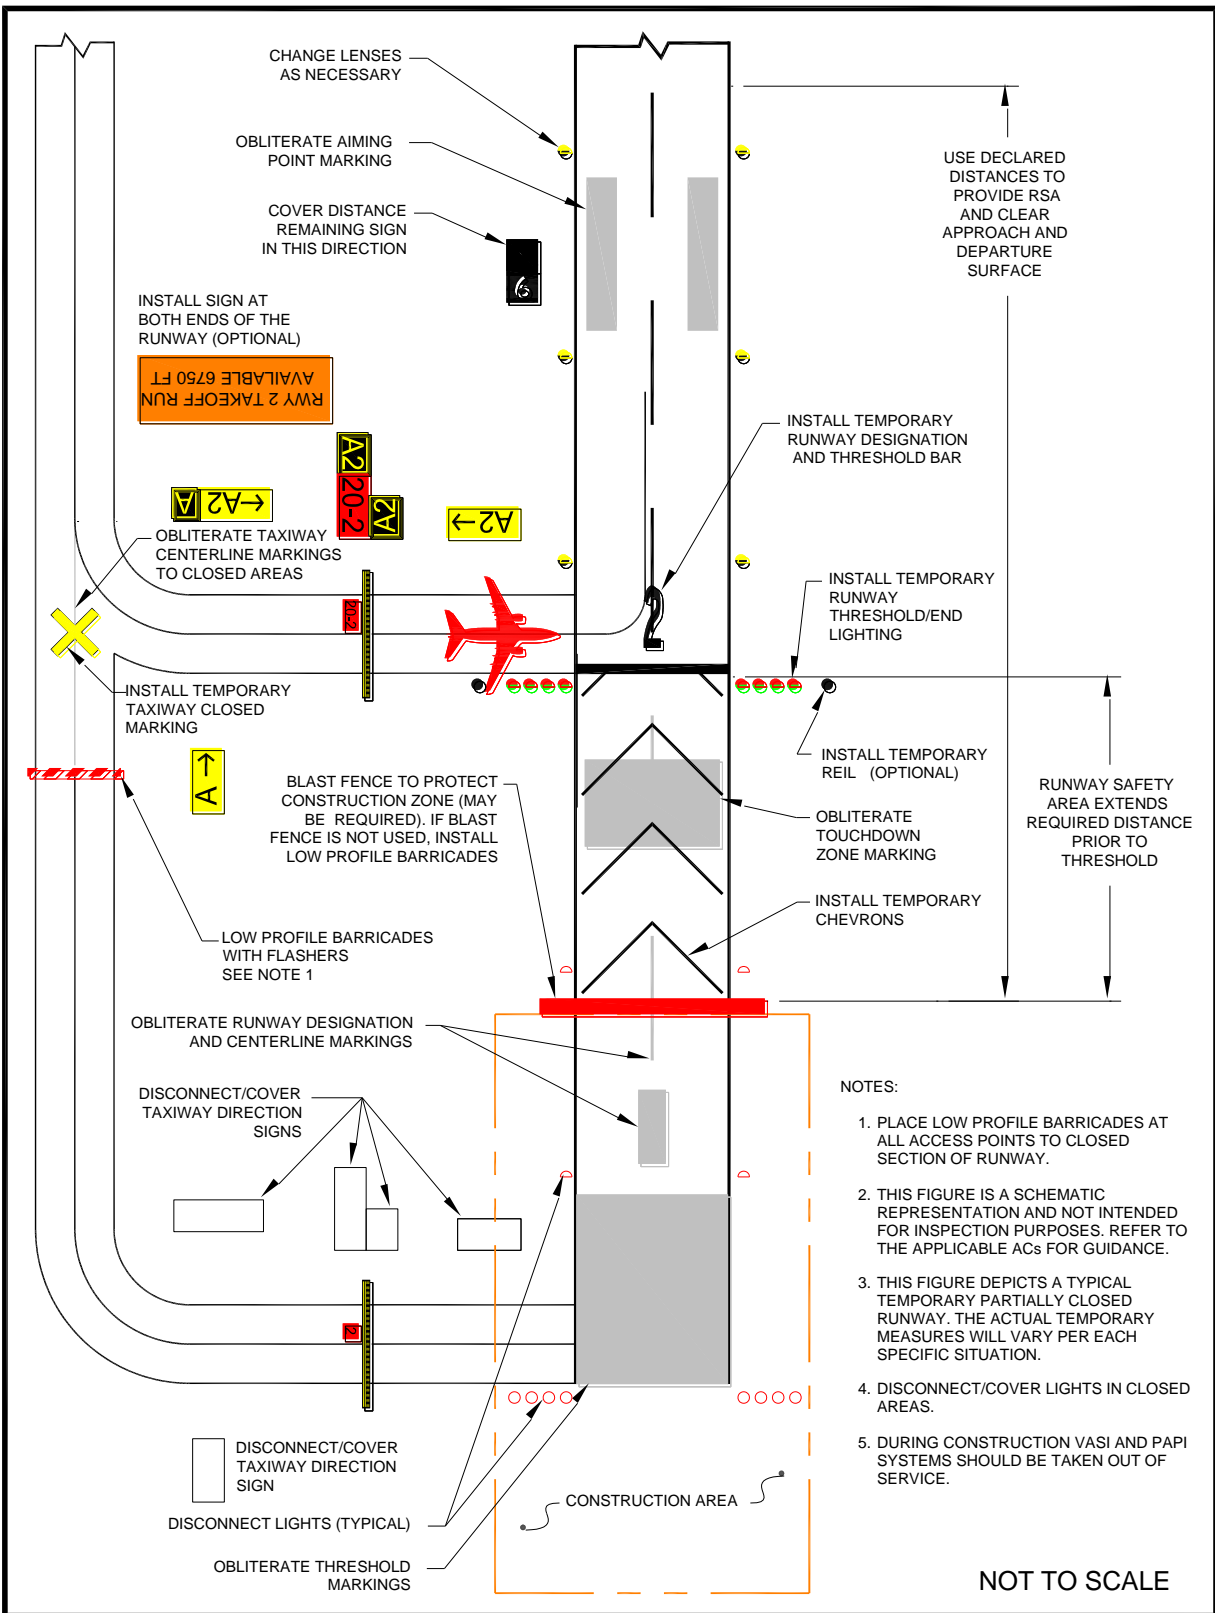 CHANGE LENSES
AS NECESSARY
OBLITERATE AIMING
POINT MARKING
COVER DISTANCE
REMAINING SIGN
IN THIS DIRECTION
6
INSTALL SIGN AT
BOTH ENDS OF THE
RUNWAY (OPTIONAL)
RWY 2 TAKEOFF RUN
AVAILABLE 6750 FT
A2
20-2
A2
A
←A2
A2→
USE DECLARED
DISTANCES TO
PROVIDE RSA
AND CLEAR
APPROACH AND
DEPARTURE
SURFACE
INSTALL TEMPORARY
RUNWAY DESIGNATION
AND THRESHOLD BAR
OBLITERATE TAXIWAY
CENTERLINE MARKINGS
TO CLOSED AREAS
20-2
2
INSTALL TEMPORARY
RUNWAY
THRESHOLD/END
LIGHTING
INSTALL TEMPORARY
TAXIWAY CLOSED
MARKING
A→
INSTALL TEMPORARY
REIL (OPTIONAL)
BLAST FENCE TO PROTECT
CONSTRUCTION ZONE (MAY
BE REQUIRED). IF BLAST
FENCE IS NOT USED, INSTALL
LOW PROFILE BARRICADES
OBLITERATE
TOUCHDOWN
ZONE MARKING
RUNWAY SAFETY
AREA EXTENDS
REQUIRED DISTANCE
PRIOR TO
THRESHOLD
INSTALL TEMPORARY
CHEVRONS
LOW PROFILE BARRICADES
WITH FLASHERS
SEE NOTE 1
OBLITERATE RUNWAY DESIGNATION
AND CENTERLINE MARKINGS
DISCONNECT/COVER
TAXIWAY DIRECTION
SIGNS
2
NOTES:
1. PLACE LOW PROFILE BARRICADES AT
ALL ACCESS POINTS TO CLOSED
SECTION OF RUNWAY.
2. THIS FIGURE IS A SCHEMATIC
REPRESENTATION AND NOT INTENDED
FOR INSPECTION PURPOSES. REFER TO
THE APPLICABLE ACs FOR GUIDANCE.
3. THIS FIGURE DEPICTS A TYPICAL
TEMPORARY PARTIALLY CLOSED
RUNWAY. THE ACTUAL TEMPORARY
MEASURES WILL VARY PER EACH
SPECIFIC SITUATION.
4. DISCONNECT/COVER LIGHTS IN CLOSED
AREAS.
5. DURING CONSTRUCTION VASI AND PAPI
SYSTEMS SHOULD BE TAKEN OUT OF
SERVICE.
DISCONNECT/COVER
TAXIWAY DIRECTION
SIGN
DISCONNECT LIGHTS (TYPICAL)
CONSTRUCTION AREA
OBLITERATE THRESHOLD
MARKINGS
NOT TO SCALE